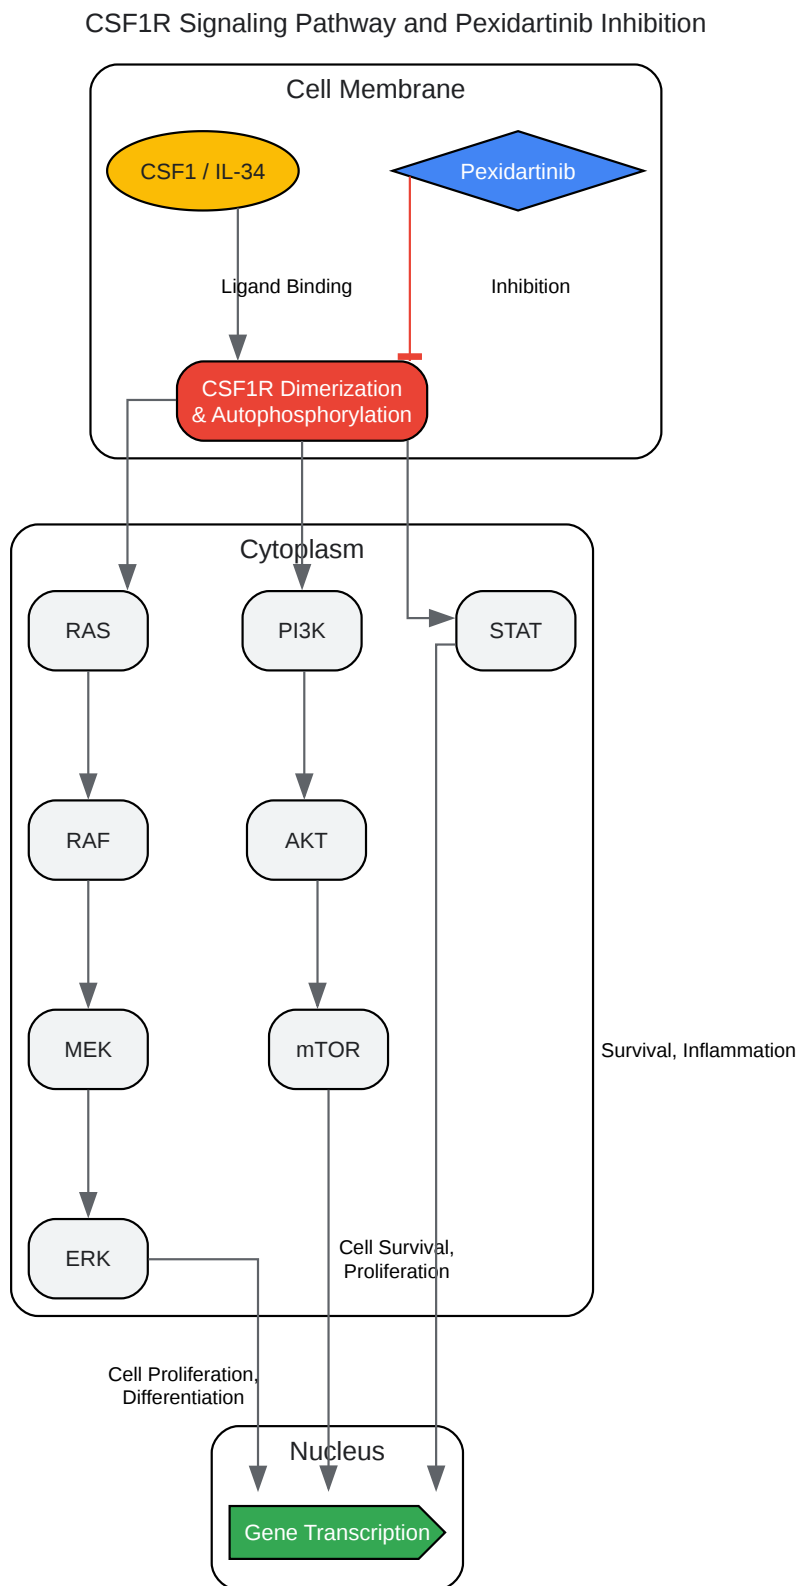 CSF1R Signaling Pathway and Pexidartinib Inhibition
Cell Membrane
CSF1 / IL-34
Pexidartinib
Ligand Binding
Inhibition
CSF1R Dimerization
& Autophosphorylation
Cytoplasm
RAS
PI3K
STAT
RAF
AKT
MEK
mTOR
Survival, Inflammation
ERK
Cell Survival,
Proliferation
Cell Proliferation,
Differentiation
Nucleus
Gene Transcription